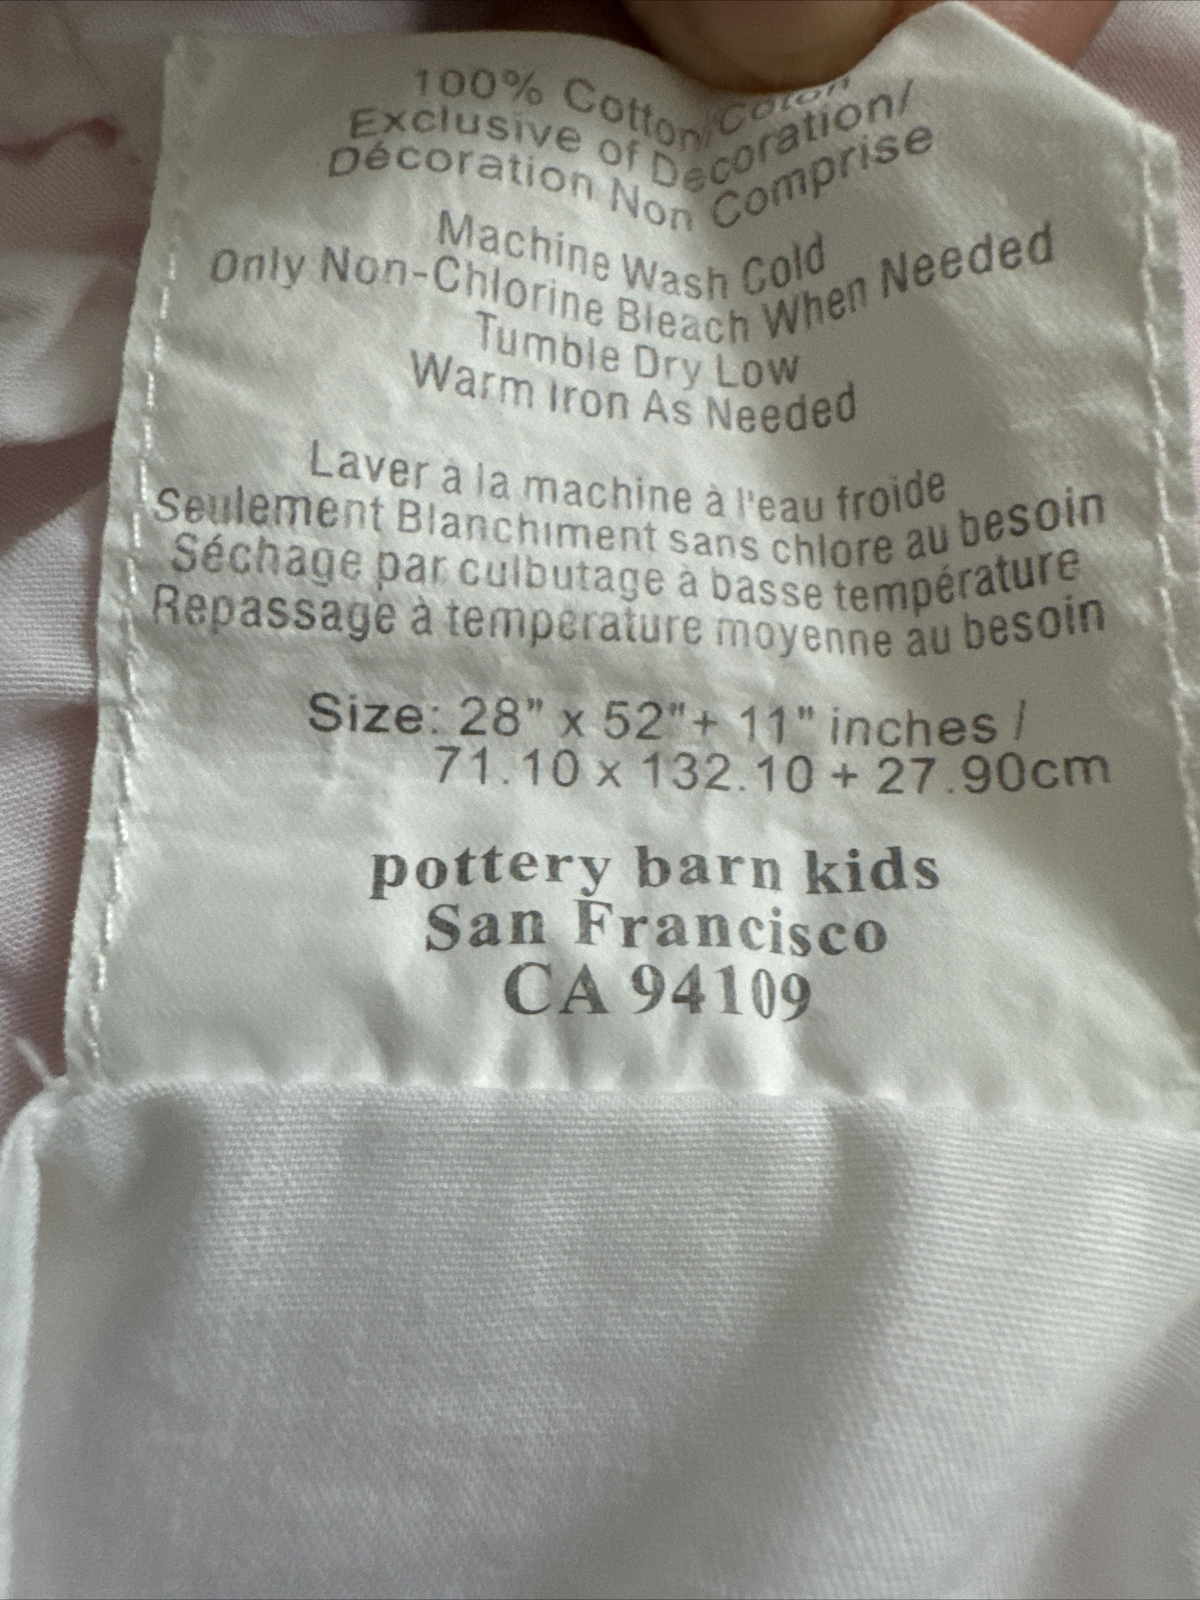 100% Cotton/Coton
Exclusive of Decoration/
Décoration Non Comprise
Machine Wash Cold
Only Non-Chlorine Bleach When Needed
Tumble Dry Low
Warm Iron As Needed
Laver à la machine à l'eau froide
Seulement Blanchiment sans chlore au besoin
Séchage par culbutage à basse température
Repassage à température moyenne au besoin
Size: 28" x 52"+ 11" inches /
71.10 x 132.10 + 27.90cm
pottery barn kids
San Francisco
CA 94109